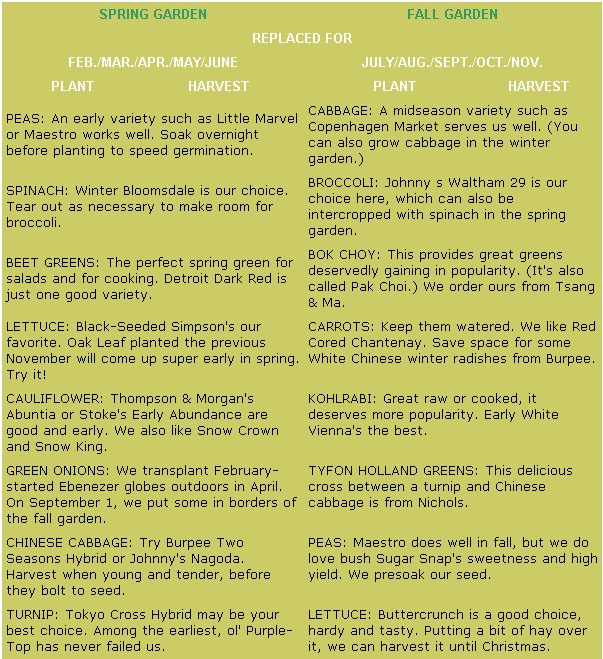 SPRING GARDEN
FALL GARDEN
REPLACED FOR
FEB./MAR./APR./MAY/JUNE
JULY/AUG./SEPT./OCT./NOV.
PLANT HARVEST
PLANT HARVEST
PEAS: An early variety such as Little Marvel
or Maestro works well. Soak overnight
before planting to speed germination.
CABBAGE: A midseason variety such as
Copenhagen Market serves us well. (You
can also grow cabbage in the winter
garden.)
SPINACH: Winter Bloomsdale is our choice.
Tear out as necessary to make room for
broccoli.
BROCCOLI: Johnny s Waltham 29 is our
choice here, which can also be
intercropped with spinach in the spring
garden.
BEET GREENS: The perfect spring green for
salads and for cooking. Detroit Dark Red is
just one good variety.
BOK CHOY: This provides great greens
deservedly gaining in popularity. (It's also
called Pak Choi.) We order ours from Tsang
& Ma.
LETTUCE: Black-Seeded Simpson's our
favorite. Oak Leaf planted the previous
November will come up super early in spring.
Try it!
CARROTS: Keep them watered. We like Red
Cored Chantenay. Save space for some
White Chinese winter radishes from Burpee.
CAULIFLOWER: Thompson & Morgan's
Abuntia or Stoke's Early Abundance are
good and early. We also like Snow Crown
and Snow King.
KOHLRABI: Great raw or cooked, it
deserves more popularity. Early White
Vienna's the best.
GREEN ONIONS: We transplant February-
started Ebenezer globes outdoors in April.
On September 1, we put some in borders of
the fall garden.
TYFON HOLLAND GREENS: This delicious
cross between a turnip and Chinese
cabbage is from Nichols.
CHINESE CABBAGE: Try Burpee Two
Seasons Hybrid or Johnny's Nagoda.
Harvest when young and tender, before
they bolt to seed.
PEAS: Maestro does well in fall, but we do
love bush Sugar Snap's sweetness and high
yield. We presoak our seed.
TURNIP: Tokyo Cross Hybrid may be your
best choice. Among the earliest, ol' Purple-
Top has never failed us.
LETTUCE: Buttercrunch is a good choice,
hardy and tasty. Putting a bit of hay over
it, we can harvest it until Christmas.